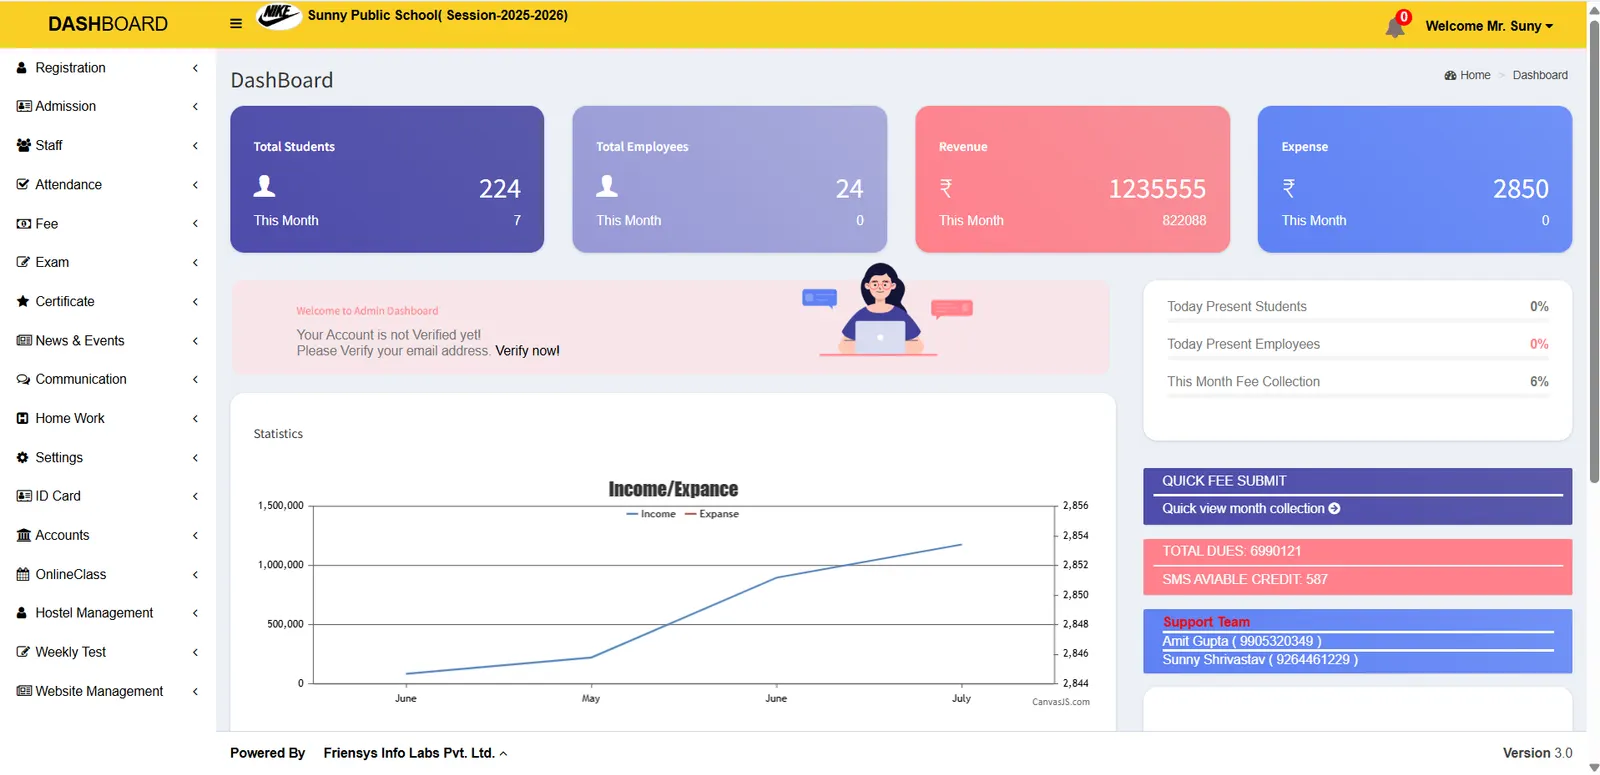 DASHBOARD
NIKE
Sunny Public School( Session-2025-2026)
0
Welcome Mr. Suny
Registration
Admission
Staff
Attendance
Fee
Exam
Certificate
News & Events
Communication
Home Work
Settings
ID Card
Accounts
OnlineClass
Hostel Management
Weekly Test
Website Management
DashBoard
Home > Dashboard
Total Students
224
This Month 7
Total Employees
24
This Month 0
Revenue
₹ 1235555
This Month 822088
Expense
₹ 2850
This Month 0
Welcome to Admin Dashboard
Your Account is not Verified yet!
Please Verify your email address. Verify now!
Today Present Students 0%
Today Present Employees 0%
This Month Fee Collection 6%
Statistics
Income/Expance
Income Expanse
1,500,000
1,000,000
500,000
0
2,856
2,854
2,852
2,850
2,848
2,846
2,844
June May June July
CanvasJS.com
QUICK FEE SUBMIT
Quick view month collection
TOTAL DUES: 6990121
SMS AVIABLE CREDIT: 587
Support Team
Amit Gupta ( 9905320349 )
Sunny Shrivastav ( 9264461229 )
Powered By Friensys Info Labs Pvt. Ltd.
Version 3.0